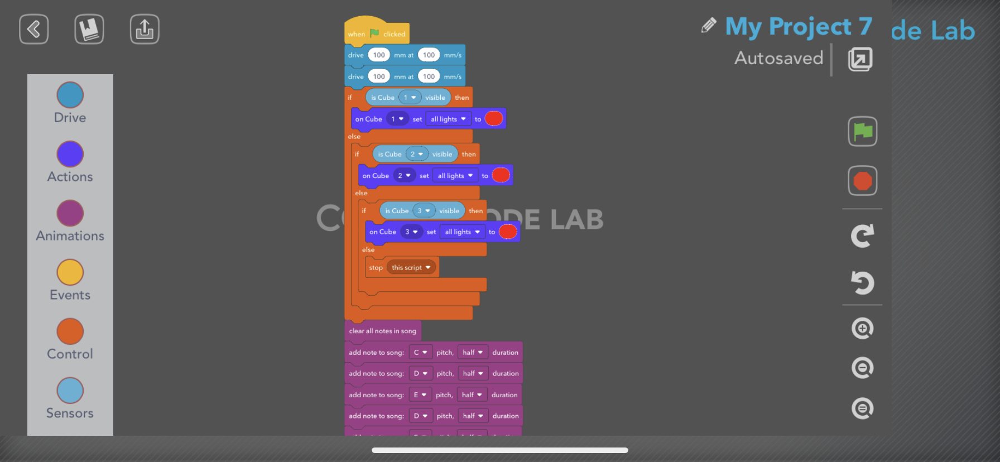 My Project 7
de Lab
Autosaved
Drive
Actions
Animations
Events
Control
Sensors
when clicked
drive 100 mm at 100 mm/s
drive 100 mm at 100 mm/s
if is Cube 1 visible then
on Cube 1 set all lights to
else
if is Cube 2 visible then
on Cube 2 set all lights to
else
if is Cube 3 visible then
on Cube 3 set all lights to
else
stop this script
C ODE LAB
clear all notes in song
add note to song: C pitch, half duration
add note to song: D pitch, half duration
add note to song: E pitch, half duration
add note to song: D pitch, half duration